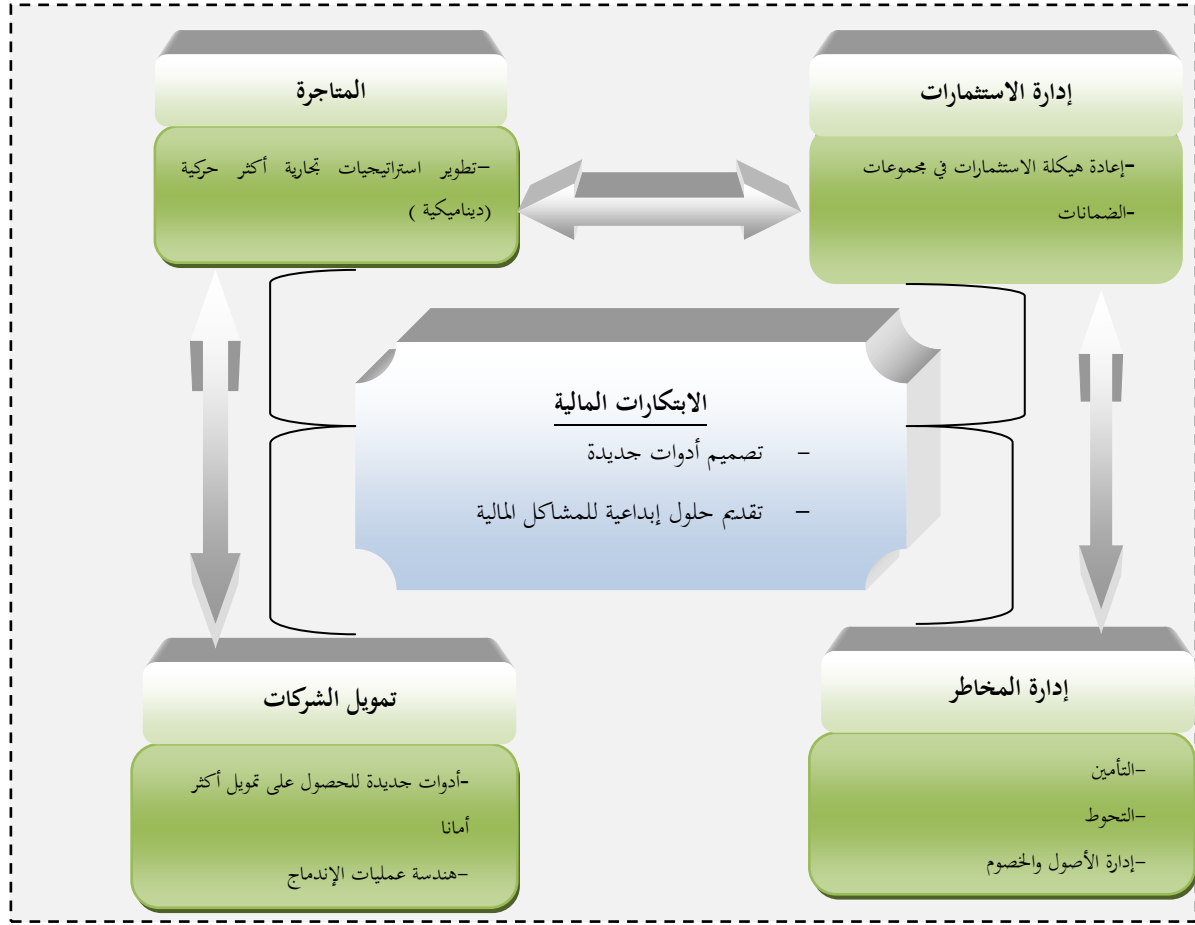 إدارة الاستثمارات
-إعادة هيكلة الاستثمارات في مجموعات
-الضمانات
المتاجرة
-تطوير استراتيجيات تجارية أكثر حركية
(ديناميكية )
الابتكارات المالية
- تصميم أدوات جديدة
- تقديم حلول إبداعية للمشاكل المالية
إدارة المخاطر
-التأمين
-التحوط
-إدارة الأصول والخصوم
تمويل الشركات
-أدوات جديدة للحصول على تمويل أكثر
أمانا
-هندسة عمليات الإندماج